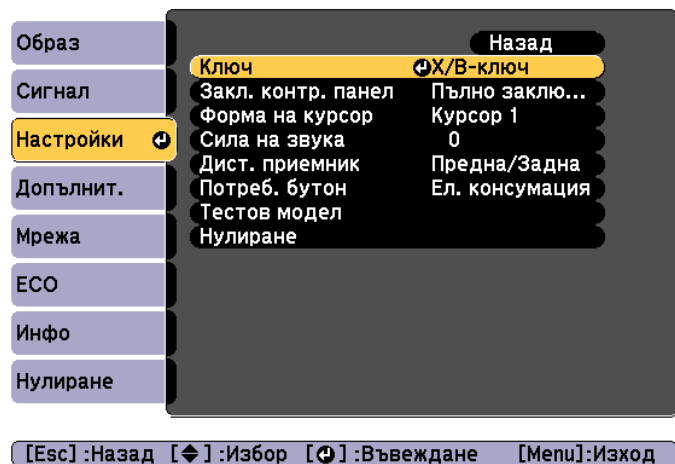 Образ
Сигнал
Настройки
Допълнит.
Мрежа
ECO
Инфо
Нулиране
Назад
Ключ Х/В-ключ
Закл. контр. панел Пълно заклю...
Форма на курсор Курсор 1
Сила на звука 0
Дист. приемник Предна/Задна
Потреб. бутон Ел. консумация
Тестов модел
Нулиране
[Esc] :Назад [◆] :Избор [↵] :Въвеждане [Menu]:Изход